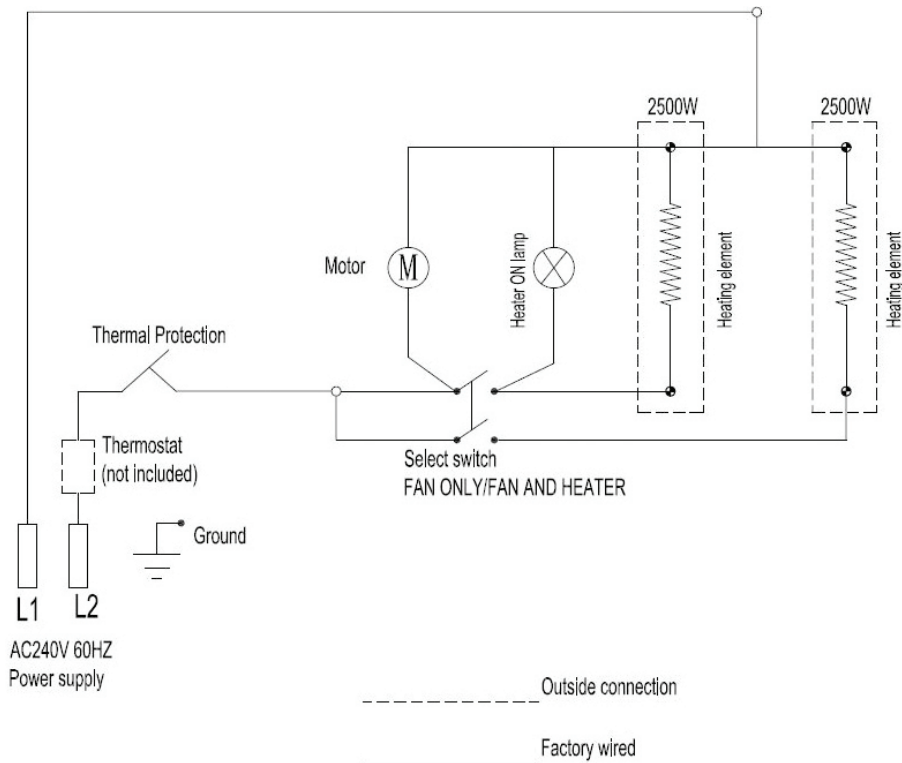 2500W
2500W
Motor
M
Heater ON lamp
Heating element
Heating element
Thermal Protection
Thermostat
(not included)
Select switch
FAN ONLY/FAN AND HEATER
Ground
L1
L2
AC240V 60HZ
Power supply
Outside connection
Factory wired